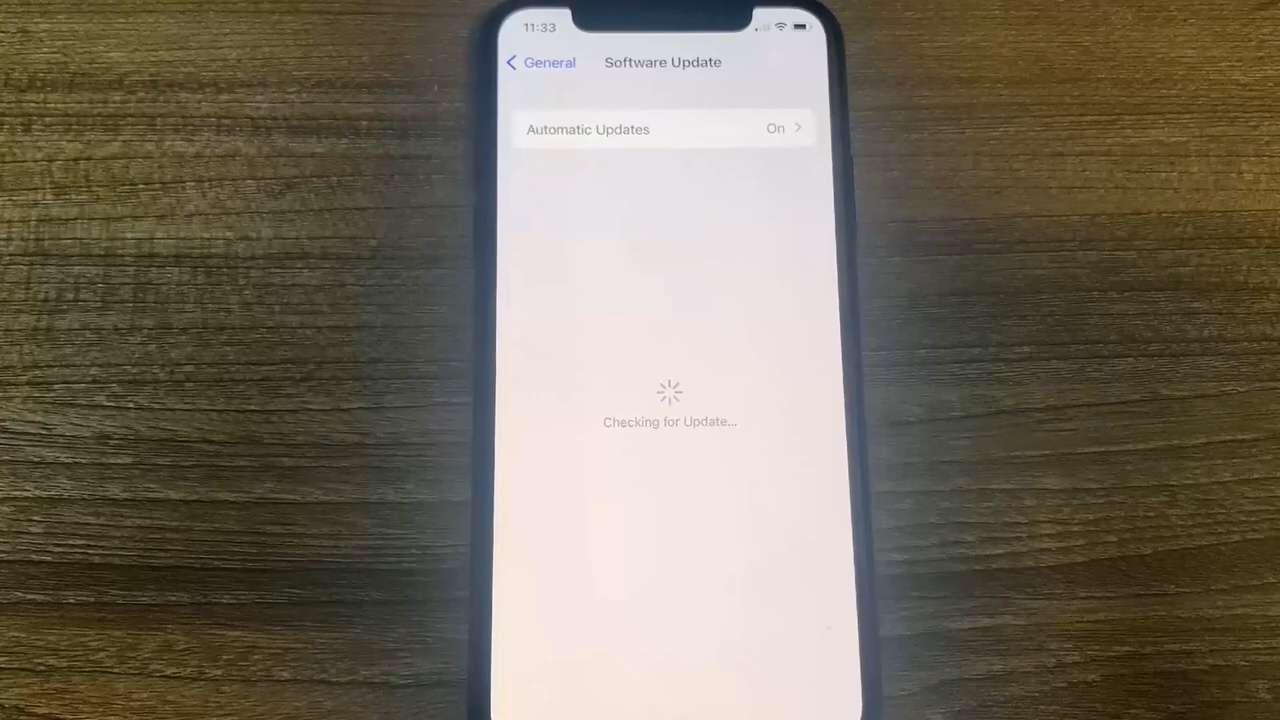 11:33
General
Software Update
Automatic Updates
On
Checking for Update...